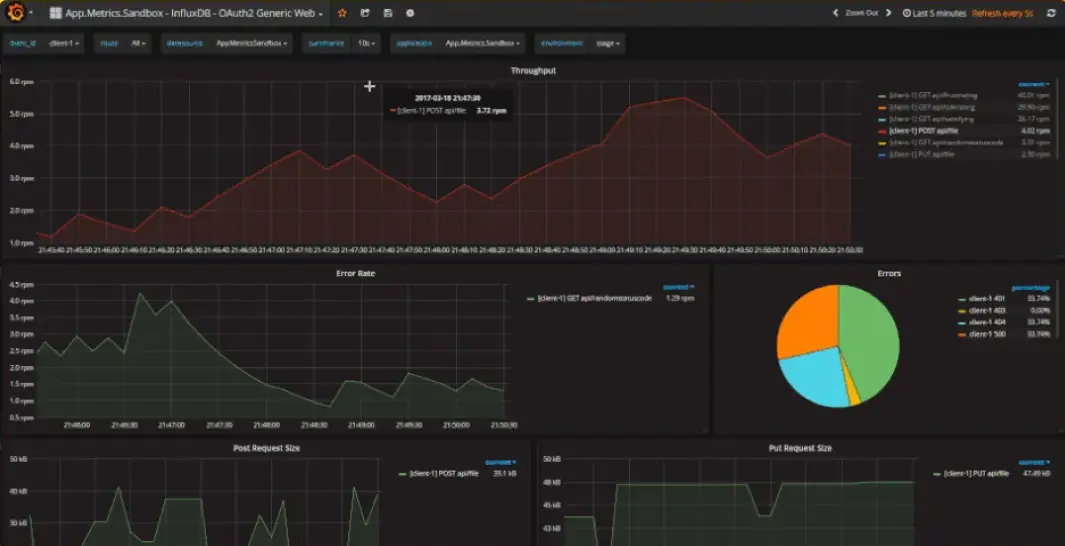 App.Metrics.Sandbox - InfluxDB - OAuth2 Generic Web
Zoom Out Last 5 minutes Refresh every 5s
client_id client-1 route All datasource AppMetricsSandbox summarize 10s application App.Metrics.Sandbox environment stage
Throughput
6.0 rpm
5.0 rpm
4.0 rpm
3.0 rpm
2.0 rpm
1.0 rpm
2017-03-18 21:47:30
[client-1] POST api/file: 3.72 rpm
current
[client-1] GET api/frustrating 40.01 rpm
[client-1] GET api/tolerating 29.90 rpm
[client-1] GET api/satisfying 26.17 rpm
[client-1] POST api/file 4.02 rpm
[client-1] GET api/randomstatuscode
[client-1] PUT api/file 2.30 rpm
21:45:40 21:45:50 21:46:00 21:46:10 21:46:20 21:46:30 21:46:40 21:46:50 21:47:00 21:47:10 21:47:20 21:47:30 21:47:40 21:47:50 21:48:00 21:48:10 21:48:20 21:48:30 21:48:40 21:48:50 21:49:00 21:49:10 21:49:20 21:49:30 21:49:40 21:49:50 21:50:00 21:50:10 21:50:20 21:50:30
Error Rate
4.5 rpm
4.0 rpm
3.5 rpm
3.0 rpm
2.5 rpm
2.0 rpm
1.5 rpm
1.0 rpm
0.5 rpm
21:46:00 21:46:30 21:47:00 21:47:30 21:48:00 21:48:30 21:49:00 21:49:30 21:50:00 21:50:30
current
[client-1] GET api/randomstatuscode 1.29 rpm
Errors
percentage
client-1 401 33.74%
client-1 403 0.00%
client-1 404 33.74%
client-1 500 33.74%
Post Request Size
50 kB
40 kB
30 kB
current
[client-1] POST api/file 39.1 kB
Put Request Size
50 kB
48 kB
45 kB
43 kB
current
[client-1] PUT api/file 47.49 kB